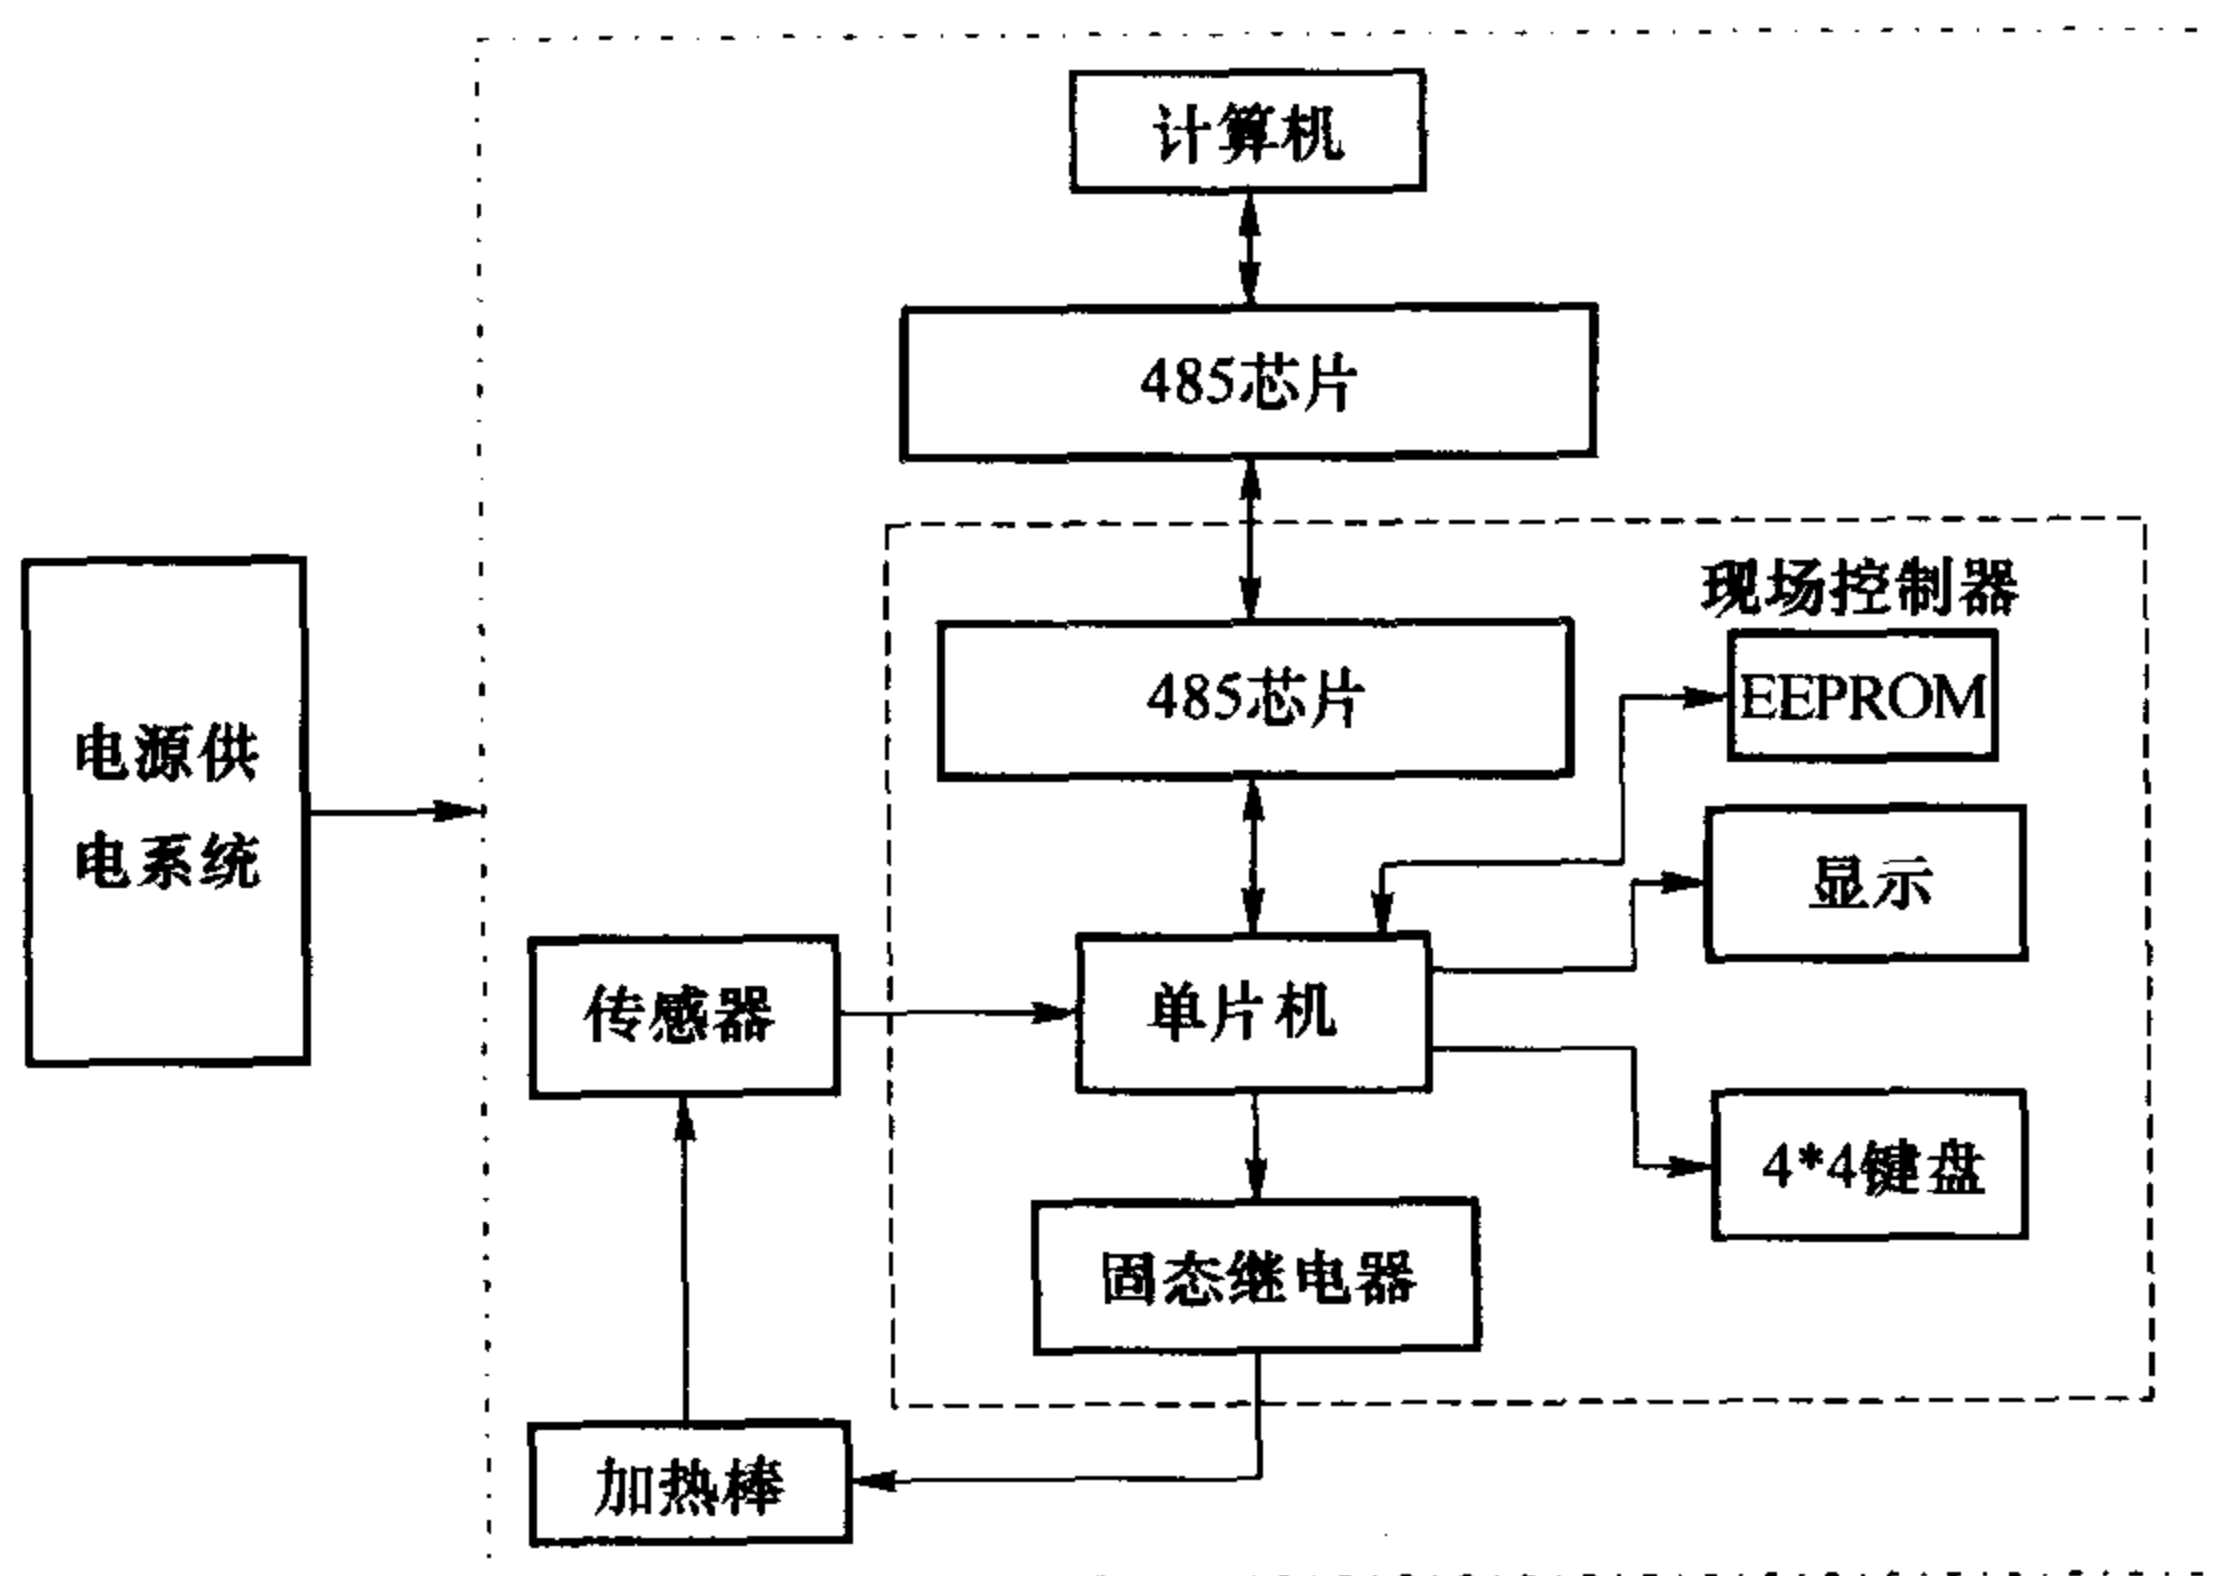 计算机
485芯片
现场控制器
485芯片
EEPROM
电源供
电系统
显示
传感器
单片机
4*4键盘
固态继电器
加热棒